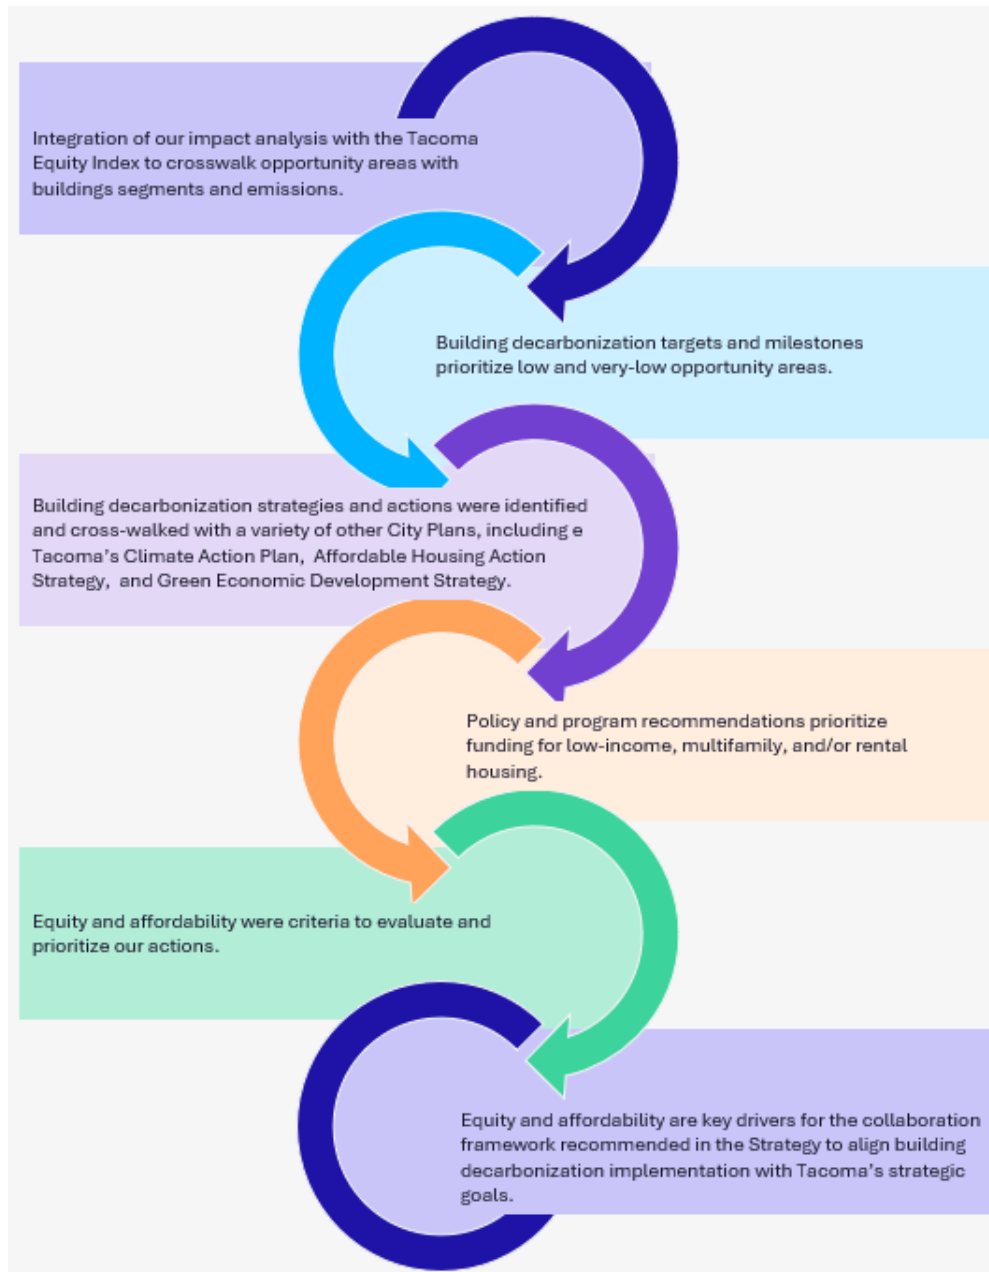 Integration of our impact analysis with the Tacoma
Equity Index to crosswalk opportunity areas with
buildings segments and emissions.
Building decarbonization targets and milestones
prioritize low and very-low opportunity areas.
Building decarbonization strategies and actions were identified
and cross-walked with a variety of other City Plans, including e
Tacoma's Climate Action Plan,  Affordable Housing Action
Strategy,  and Green Economic Development Strategy.
Policy and program recommendations prioritize
funding for low-income, multifamily, and/or rental
housing.
Equity and affordability were criteria to evaluate and
prioritize our actions.
Equity and affordability are key drivers for the collaboration
framework recommended in the Strategy to align building
decarbonization implementation with Tacoma's strategic
goals.